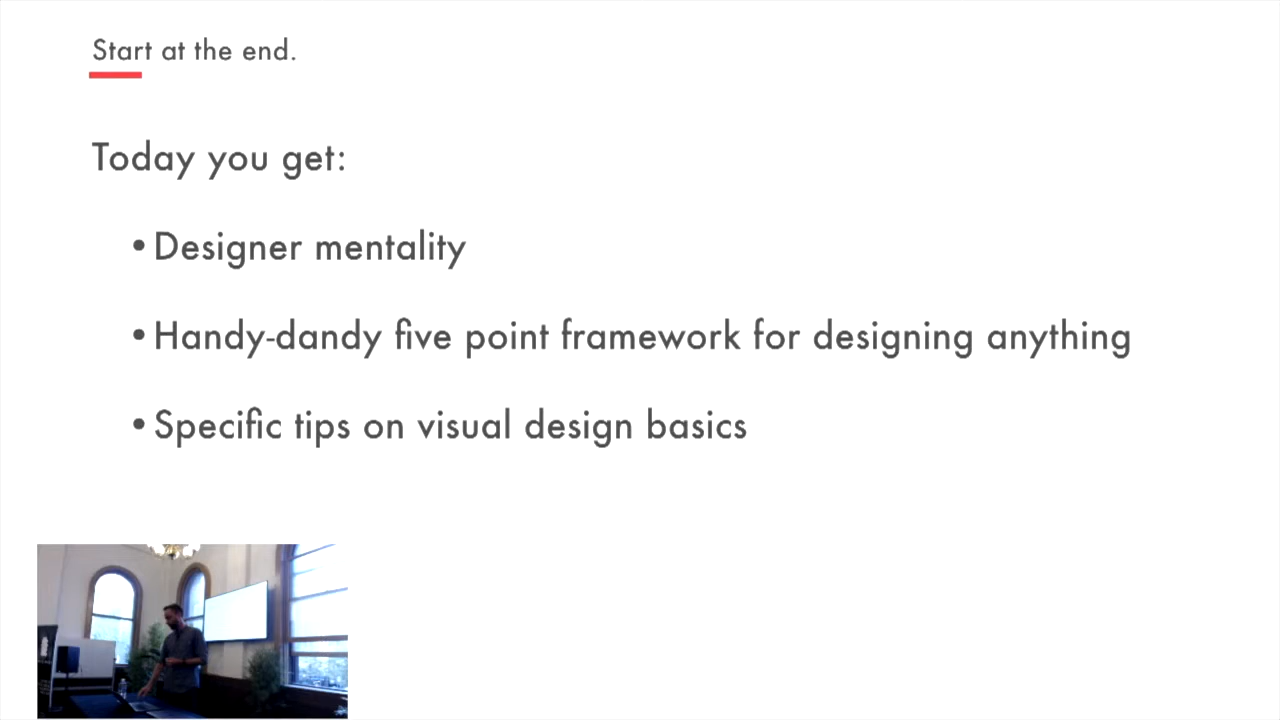 Start at the end.
Today you get:
• Designer mentality
• Handy-dandy five point framework for designing anything
• Specific tips on visual design basics